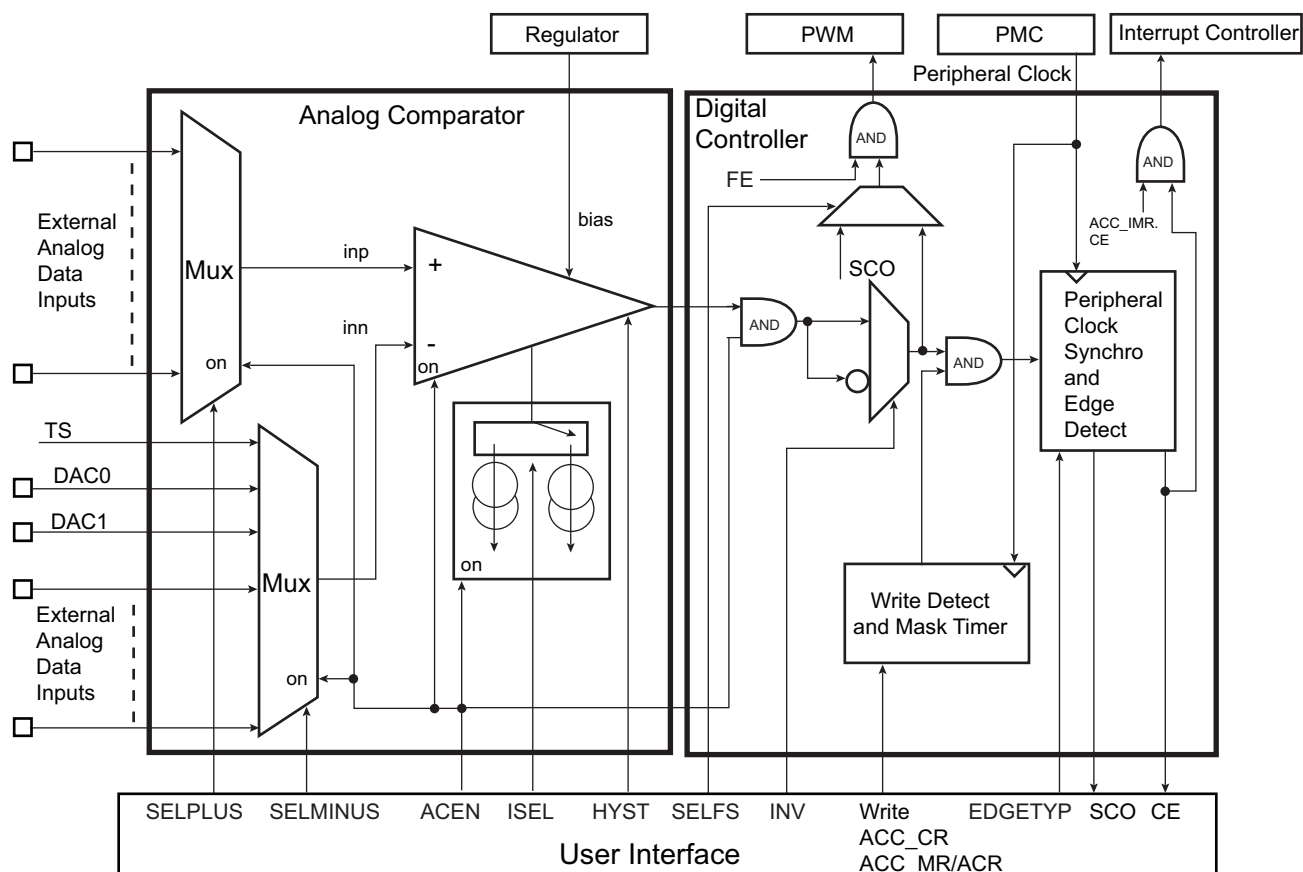 Regulator
PWM
PMC
Interrupt Controller
Peripheral Clock
Analog Comparator
Digital
Controller
AND
AND
FE
External
Analog
Data
Inputs
Mux
on
inp
inn
bias
+
-
on
ACC_IMR.
CE
SCO
AND
AND
Peripheral
Clock
Synchro
and
Edge
Detect
TS
DAC0
DAC1
External
Analog
Data
Inputs
Mux
on
on
Write Detect
and Mask Timer
SELPLUS
SELMINUS
ACEN
ISEL
HYST
SELFS
INV
Write
ACC_CR
ACC_MR/ACR
EDGETYP
SCO
CE
User Interface